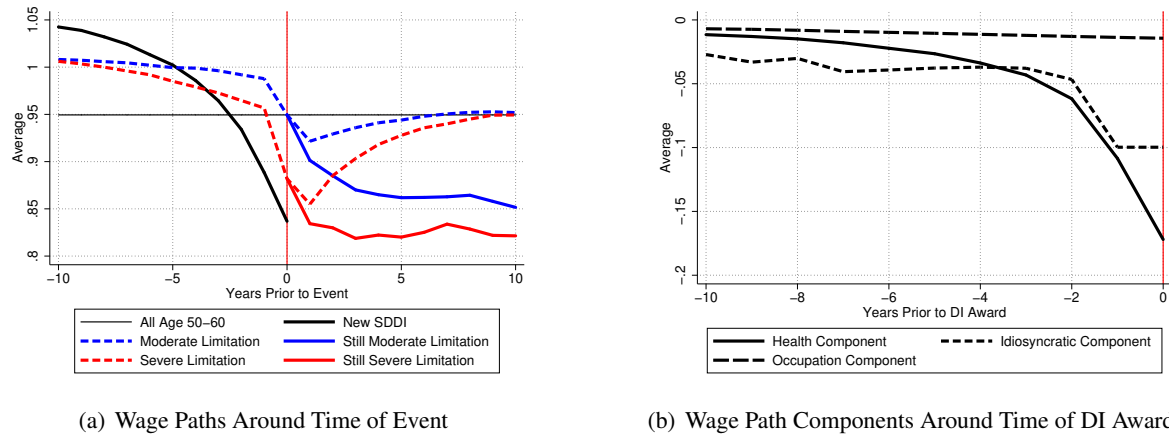 1.05
1
.95
.9
.85
.8
Average
−10
−5
0
5
10
Years Prior to Event
All Age 50−60
New SDDI
Moderate Limitation
Still Moderate Limitation
Severe Limitation
Still Severe Limitation
(a) Wage Paths Around Time of Event
0
−.05
−.1
−.15
−.2
Average
−10
−8
−6
−4
−2
0
Years Prior to DI Award
Health Component
Idiosyncratic Component
Occupation Component
(b) Wage Path Components Around Time of DI Award